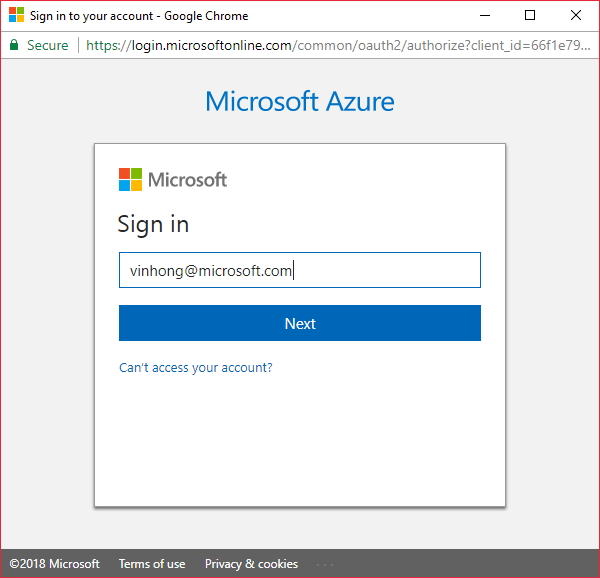 Sign in to your account - Google Chrome
Secure https://login.microsoftonline.com/common/oauth2/authorize?client_id=66f1e79...
Microsoft Azure
Microsoft
Sign in
vinhong@microsoft.com
Next
Can't access your account?
©2018 Microsoft Terms of use Privacy & cookies ...